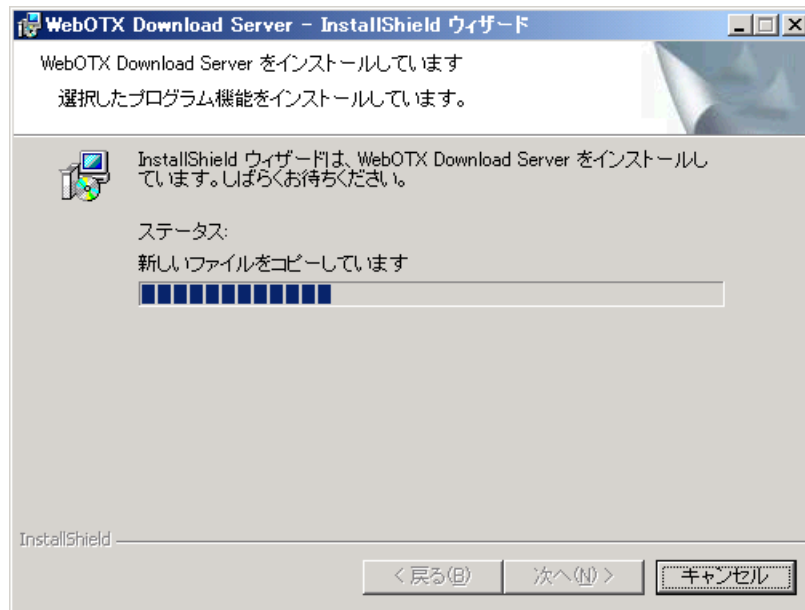 WebOTX Download Server - InstallShield ウィザード
WebOTX Download Server をインストールしています
選択したプログラム機能をインストールしています。
InstallShield ウィザードは、WebOTX Download Server をインストールし
ています。しばらくお待ちください。
ステータス:
新しいファイルをコピーしています
InstallShield
< 戻る(B)
次へ(N) >
キャンセル